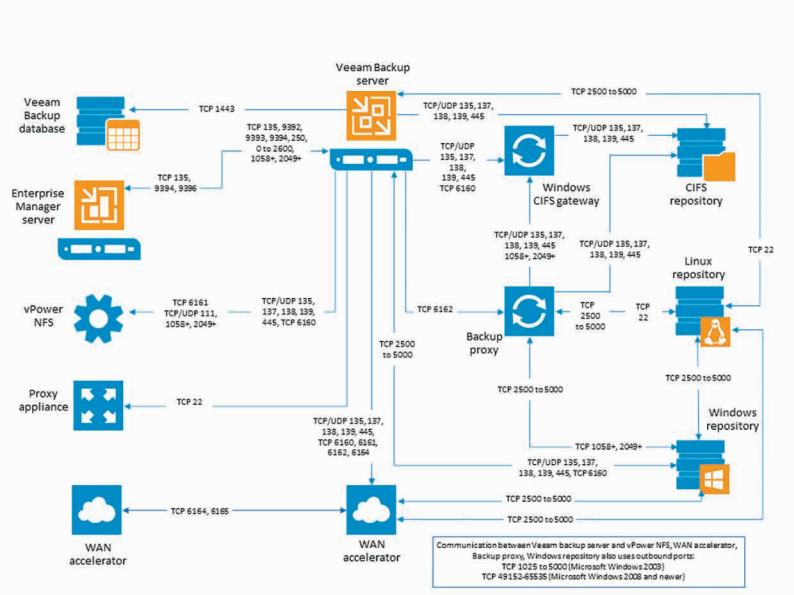 Veeam Backup
server
TCP 2500 to 5000
Veeam
Backup
database
TCP 1443
TCP/UDP 135, 137,
138, 139, 445
TCP 135, 9392,
9393, 9394, 250,
0 to 2600,
1058+, 2049+
TCP/UDP
135, 137,
138,
139, 445
TCP 6160
TCP/UDP 135, 137,
138, 139, 445
Enterprise
Manager
server
TCP 135,
9394, 9396
Windows
CIFS gateway
CIFS
repository
TCP/UDP 135, 137,
138, 139, 445
1058+, 2049+
TCP/UDP 135, 137,
138, 139, 445
TCP 22
Linux
repository
vPower
NFS
TCP 6161
TCP/UDP 111,
1058+, 2049+
TCP/UDP 135,
137, 138, 139,
445, TCP 6160
TCP 6162
TCP
2500
to 5000
TCP
22
Backup
proxy
TCP 2500
to 5000
TCP 2500 to 5000
TCP 2500 to 5000
Proxy
appliance
TCP 22
Windows
repository
TCP/UDP 135, 137,
138, 139, 445,
TCP 6160, 6161,
6162, 6164
TCP 1058+, 2049+
TCP/UDP 135, 137,
138, 139, 445, TCP 6160
TCP 2500 to 5000
TCP 6164, 6165
TCP 2500 to 5000
WAN
accelerator
WAN
accelerator
Communication between Veeam backup server and vPower NFS, WAN accelerator,
Backup proxy, Windows repository also uses outbound ports:
TCP 1025 to 5000 (Microsoft Windows 2003)
TCP 49152-65535 (Microsoft Windows 2008 and newer)